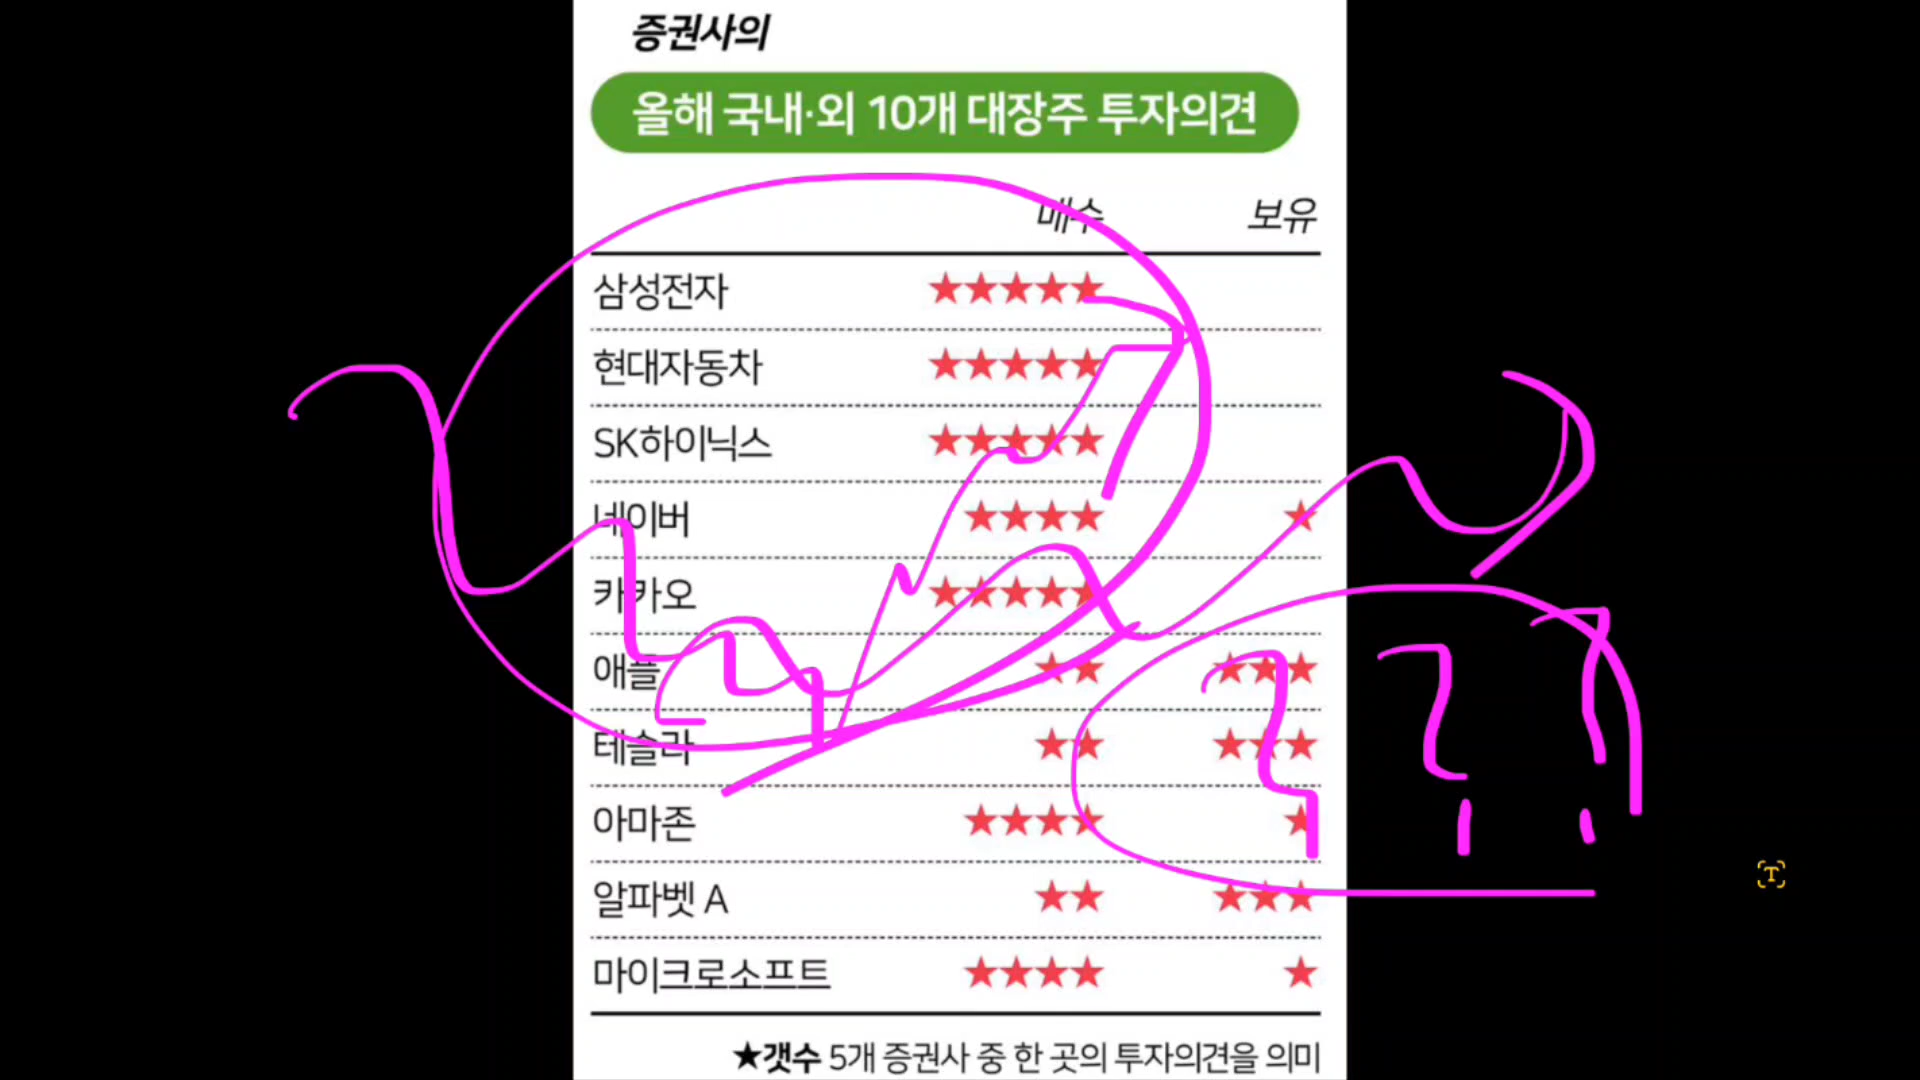 증권사의
올해 국내·외 10개 대장주 투자의견
매수 보유
삼성전자 ★★★★★
현대자동차 ★★★★★
SK하이닉스 ★★★★★
네이버 ★★★★ ★
카카오 ★★★★★
애플 ★★ ★★★
테슬라 ★★ ★★★
아마존 ★★★★ ★
알파벳 A ★★ ★★★
마이크로소프트 ★★★★ ★
★갯수 5개 증권사 중 한 곳의 투자의견을 의미